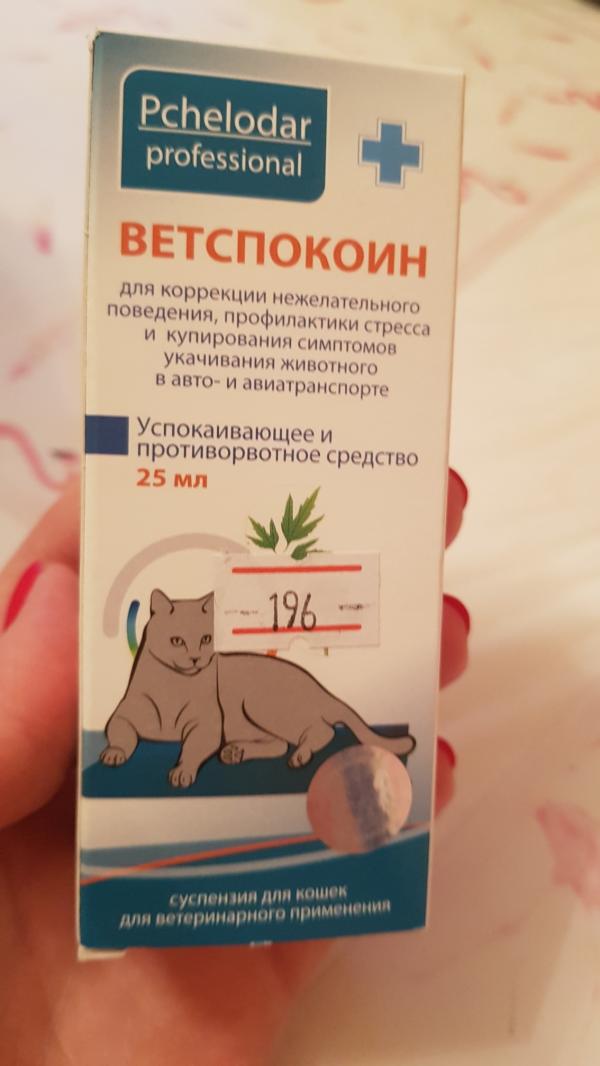 Pchelodar
professional
ВЕТСПОКОИН
для коррекции нежелательного
поведения, профилактики стресса
и купирования симптомов
укачивания животного
в авто- и авиатранспорте
Успокаивающее и
противорвотное средство
25 мл
196
суспензия для кошек
для ветеринарного применения